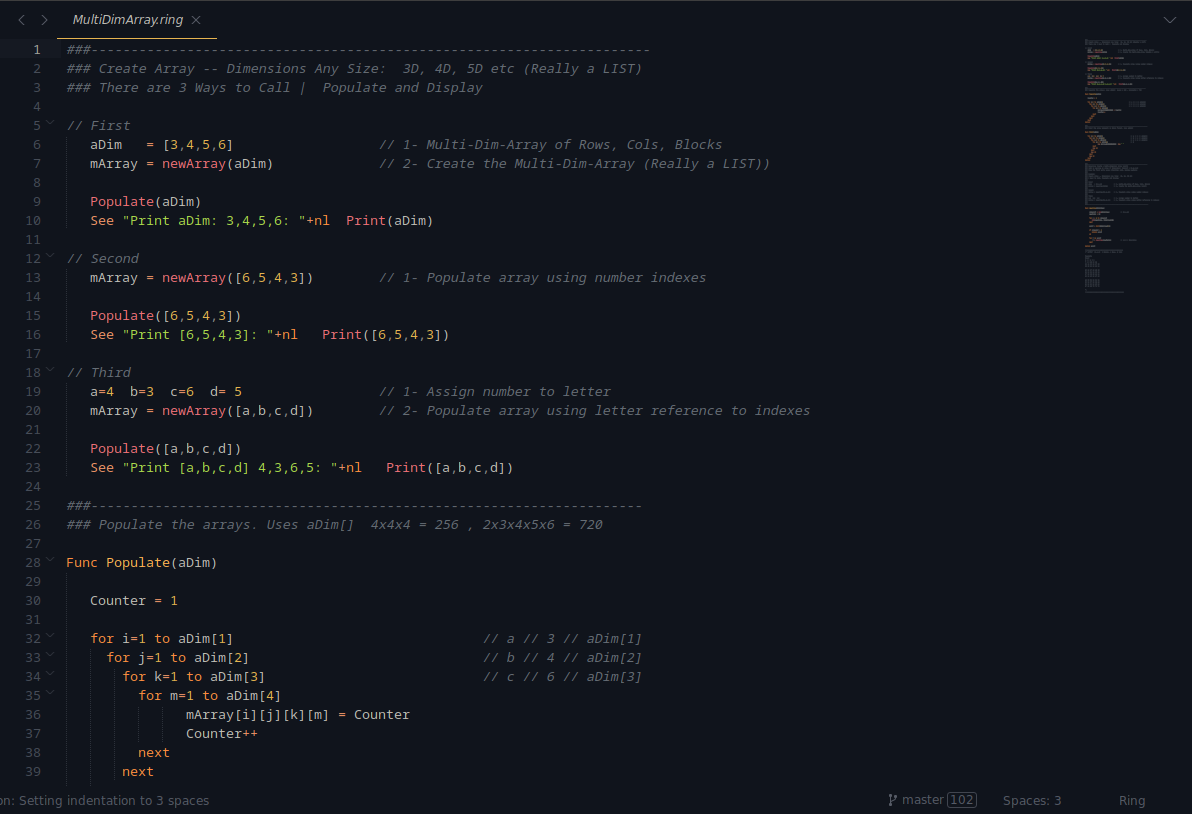 MultiDimArray.ring
1 ###----------------------------------------------------------------------
2 ### Create Array -- Dimensions Any Size:  3D, 4D, 5D etc (Really a LIST)
3 ### There are 3 Ways to Call |  Populate and Display
4
5 // First
6    aDim   = [3,4,5,6]                  // 1- Multi-Dim-Array of Rows, Cols, Blocks
7    mArray = newArray(aDim)             // 2- Create the Multi-Dim-Array (Really a LIST))
8
9    Populate(aDim)
10    See "Print aDim: 3,4,5,6: "+nl  Print(aDim)
11
12 // Second
13    mArray = newArray([6,5,4,3])        // 1- Populate array using number indexes
14
15    Populate([6,5,4,3])
16    See "Print [6,5,4,3]: "+nl   Print([6,5,4,3])
17
18 // Third
19    a=4  b=3  c=6  d= 5                 // 1- Assign number to letter
20    mArray = newArray([a,b,c,d])        // 2- Populate array using letter reference to indexes
21
22    Populate([a,b,c,d])
23    See "Print [a,b,c,d] 4,3,6,5: "+nl   Print([a,b,c,d])
24
25 ###---------------------------------------------------------------------
26 ### Populate the arrays. Uses aDim[]  4x4x4 = 256 , 2x3x4x5x6 = 720
27
28 Func Populate(aDim)
29
30    Counter = 1
31
32    for i=1 to aDim[1]                               // a // 3 // aDim[1]
33      for j=1 to aDim[2]                             // b // 4 // aDim[2]
34        for k=1 to aDim[3]                           // c // 6 // aDim[3]
35          for m=1 to aDim[4]
36                mArray[i][j][k][m] = Counter
37                Counter++
38          next
39        next
on: Setting indentation to 3 spaces
master 102
Spaces: 3
Ring